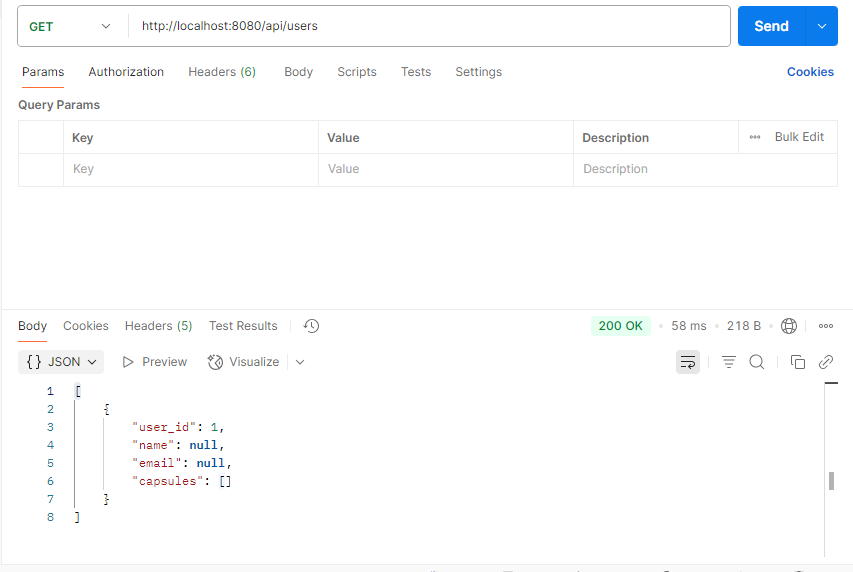 GET http://localhost:8080/api/users Send
Params Authorization Headers (6) Body Scripts Tests Settings Cookies
Query Params
Key Value Description Bulk Edit
Key Value Description
Body Cookies Headers (5) Test Results 200 OK • 58 ms • 218 B •
{} JSON Preview Visualize
1 [
2 {
3 "user_id": 1,
4 "name": null,
5 "email": null,
6 "capsules": []
7 }
8 ]